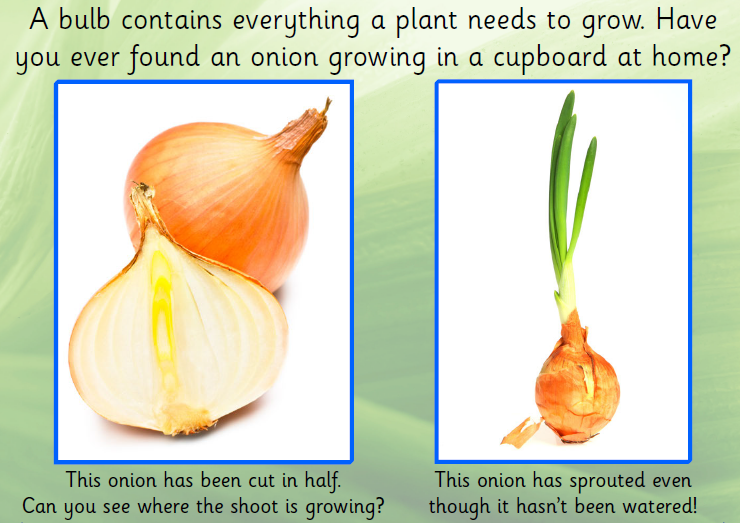 A bulb contains everything a plant needs to grow. Have
you ever found an onion growing in a cupboard at home?
This onion has been cut in half.
Can you see where the shoot is growing?
This onion has sprouted even
though it hasn't been watered!